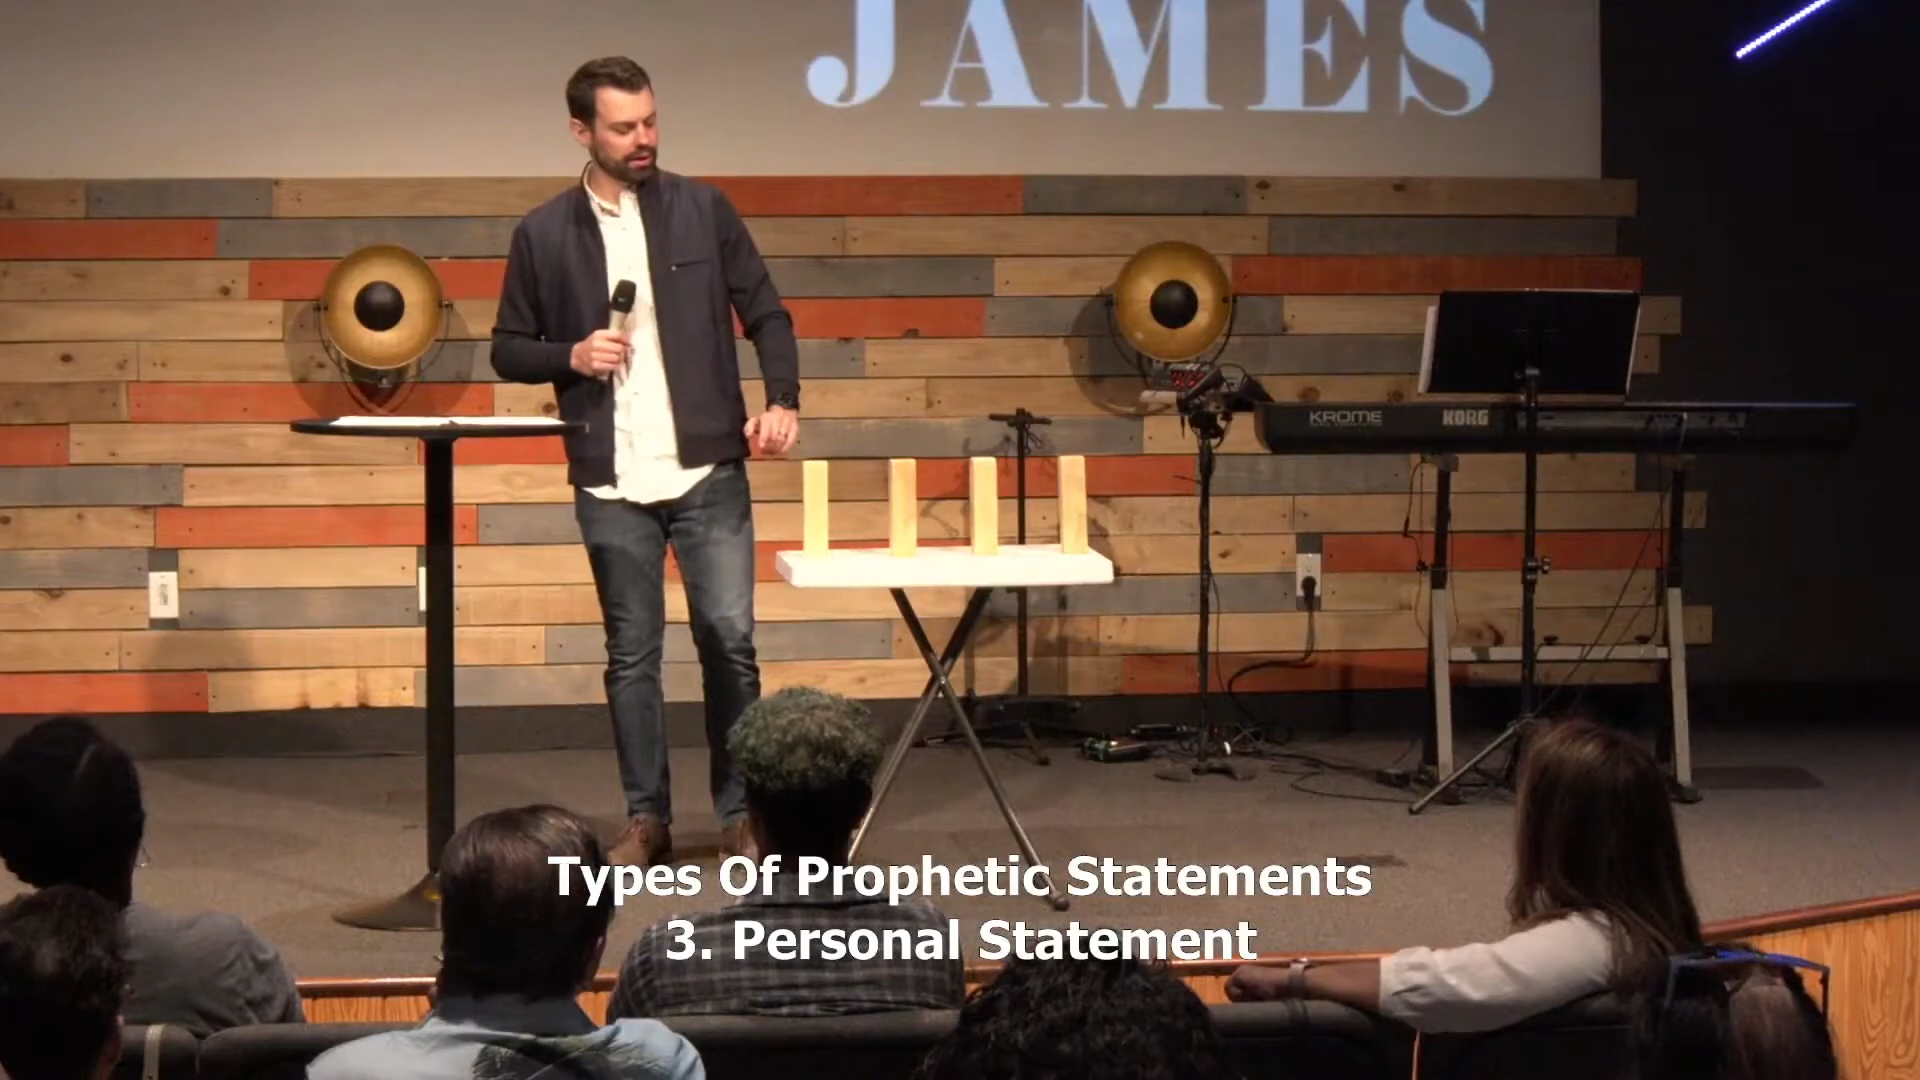 JAMES
KROME KORG
Types Of Prophetic Statements
3. Personal Statement